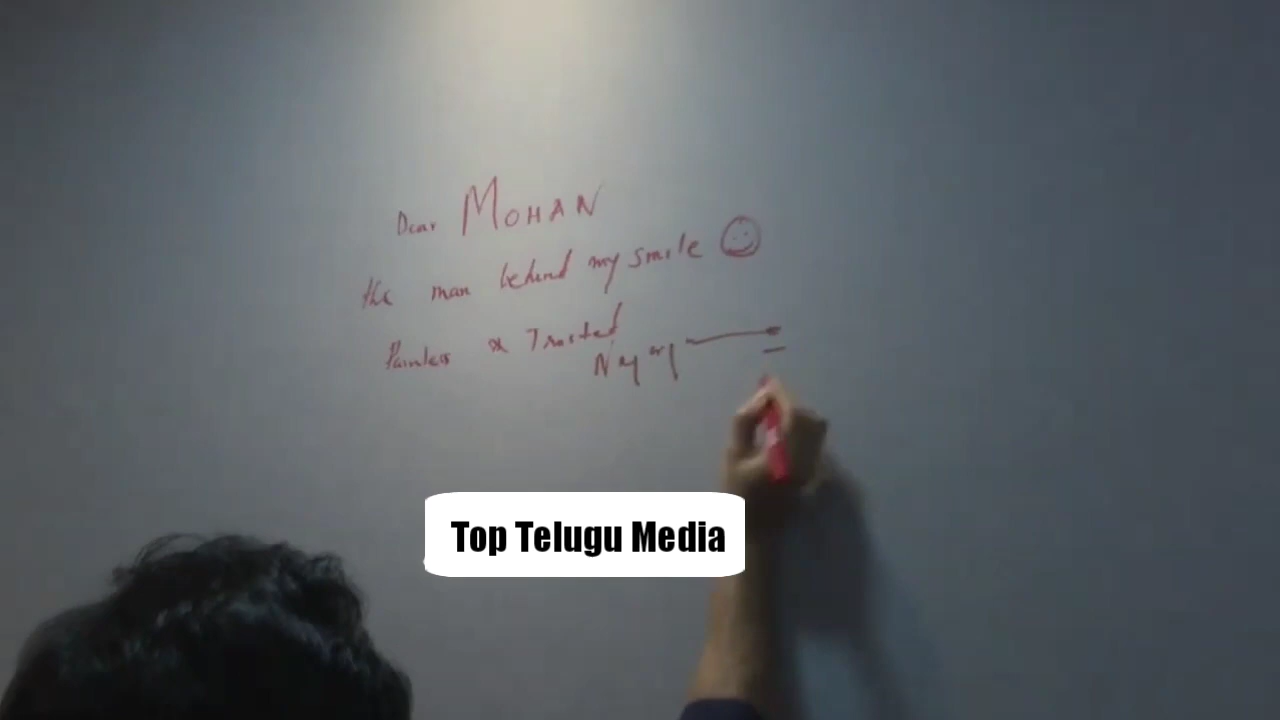 Dear MOHAN
the man behind my smile
Painless & Trusted
Top Telugu Media